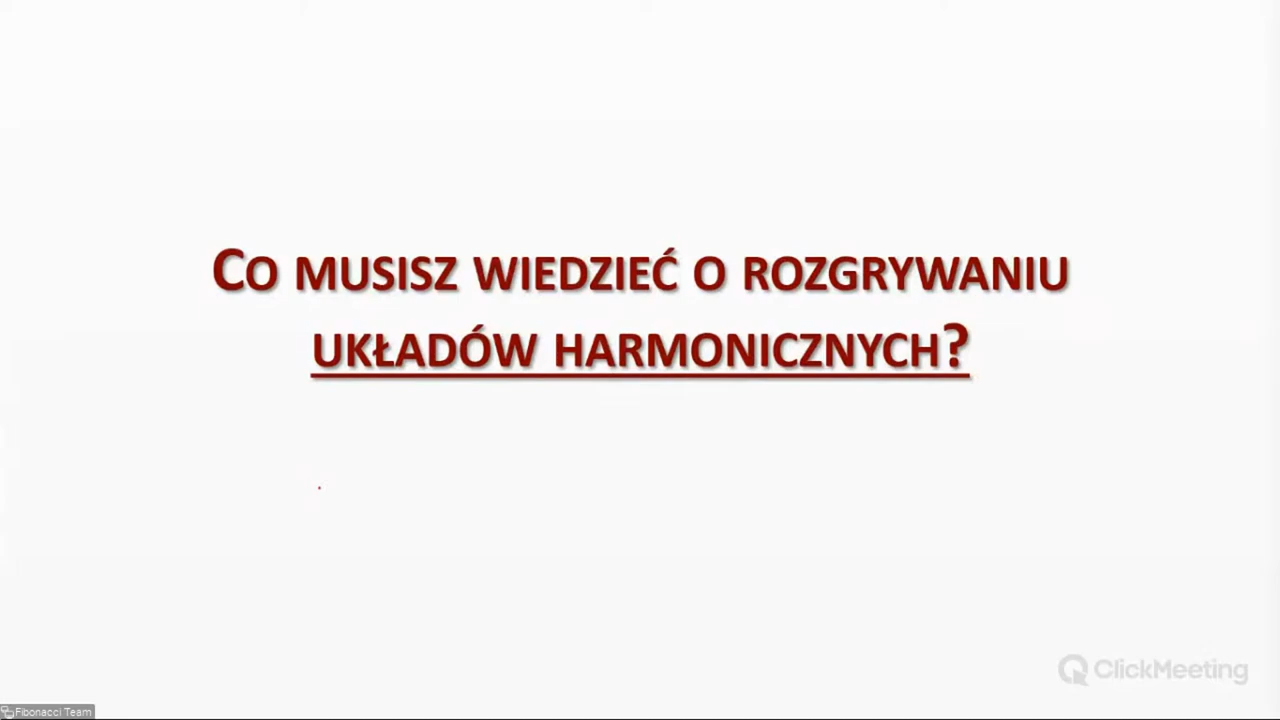 Co musisz wiedzieć o rozgrywaniu
układów harmonicznych?
ClickMeeting
Fibonacci Team